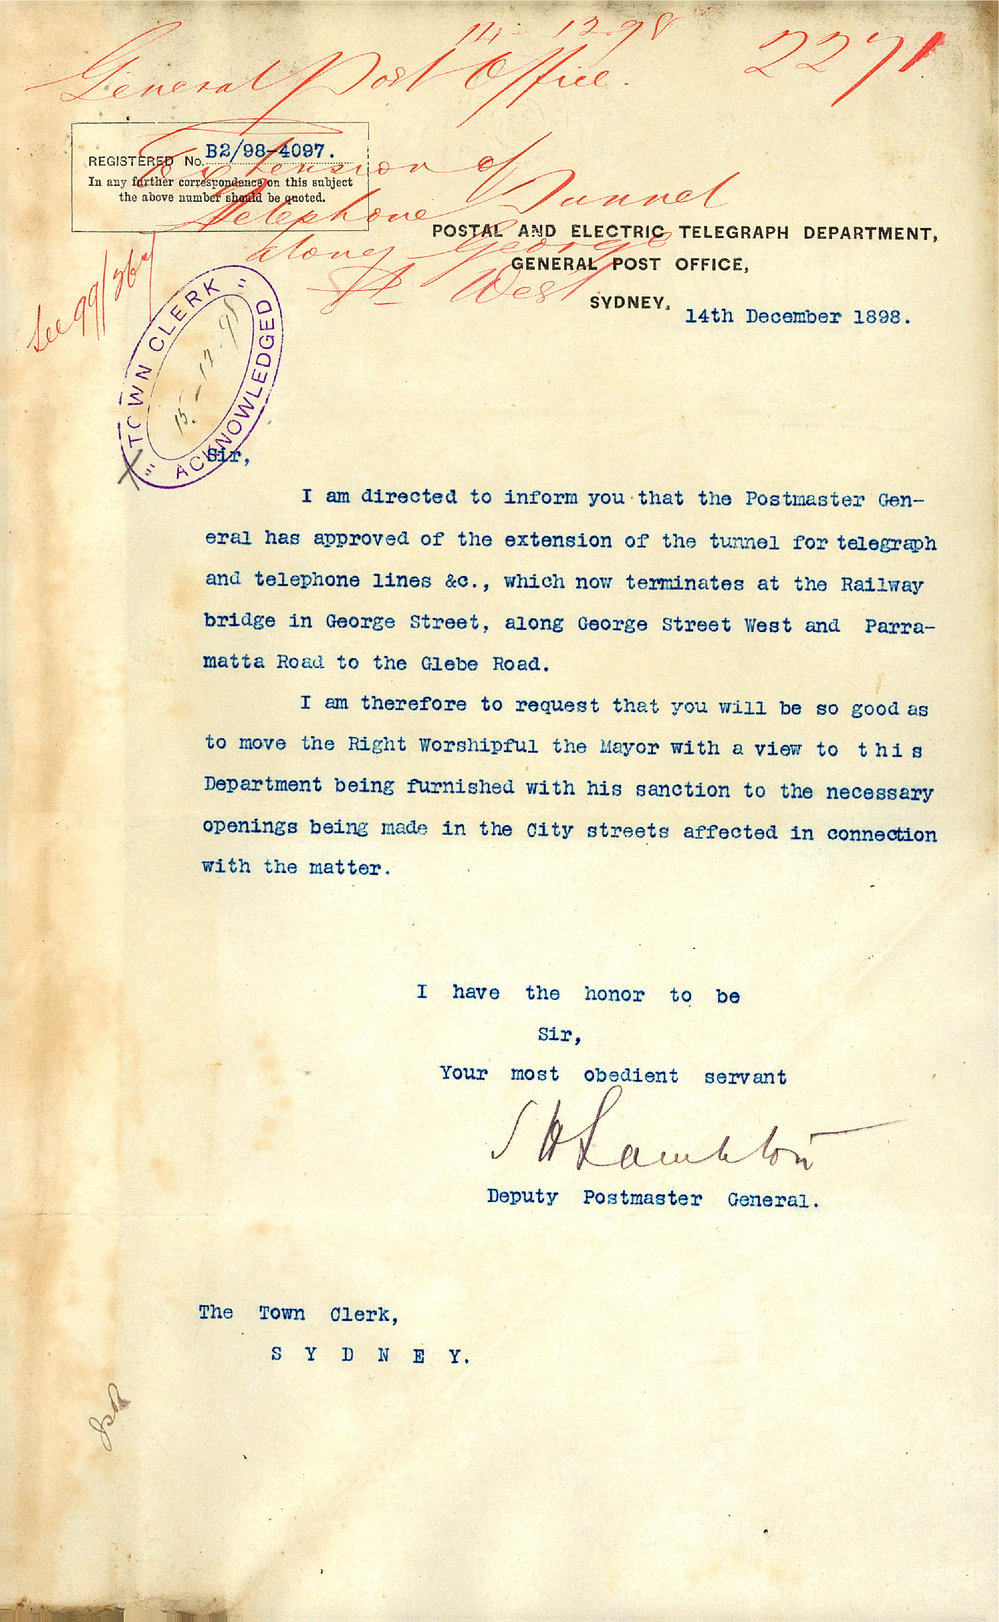 14. 12. 98
General Post Office.
2271
Extension of
Telephone Tunnel
along George
St West
See 99/364
REGISTERED No. B2/98-4097.
In any further correspondence on this subject
the above number should be quoted.
POSTAL AND ELECTRIC TELEGRAPH DEPARTMENT,
GENERAL POST OFFICE,
SYDNEY,
14th December 1898.
"TOWN CLERK"
15-12-98
"ACKNOWLEDGED
Sir,
I am directed to inform you that the Postmaster Gen-
eral has approved of the extension of the tunnel for telegraph
and telephone lines &c., which now terminates at the Railway
bridge in George Street, along George Street West and Parra-
matta Road to the Glebe Road.
I am therefore to request that you will be so good as
to move the Right Worshipful the Mayor with a view to this
Department being furnished with his sanction to the necessary
openings being made in the City streets affected in connection
with the matter.
I have the honor to be
Sir,
Your most obedient servant
S H Lambton
Deputy Postmaster General.
The Town Clerk,
SYDNEY.